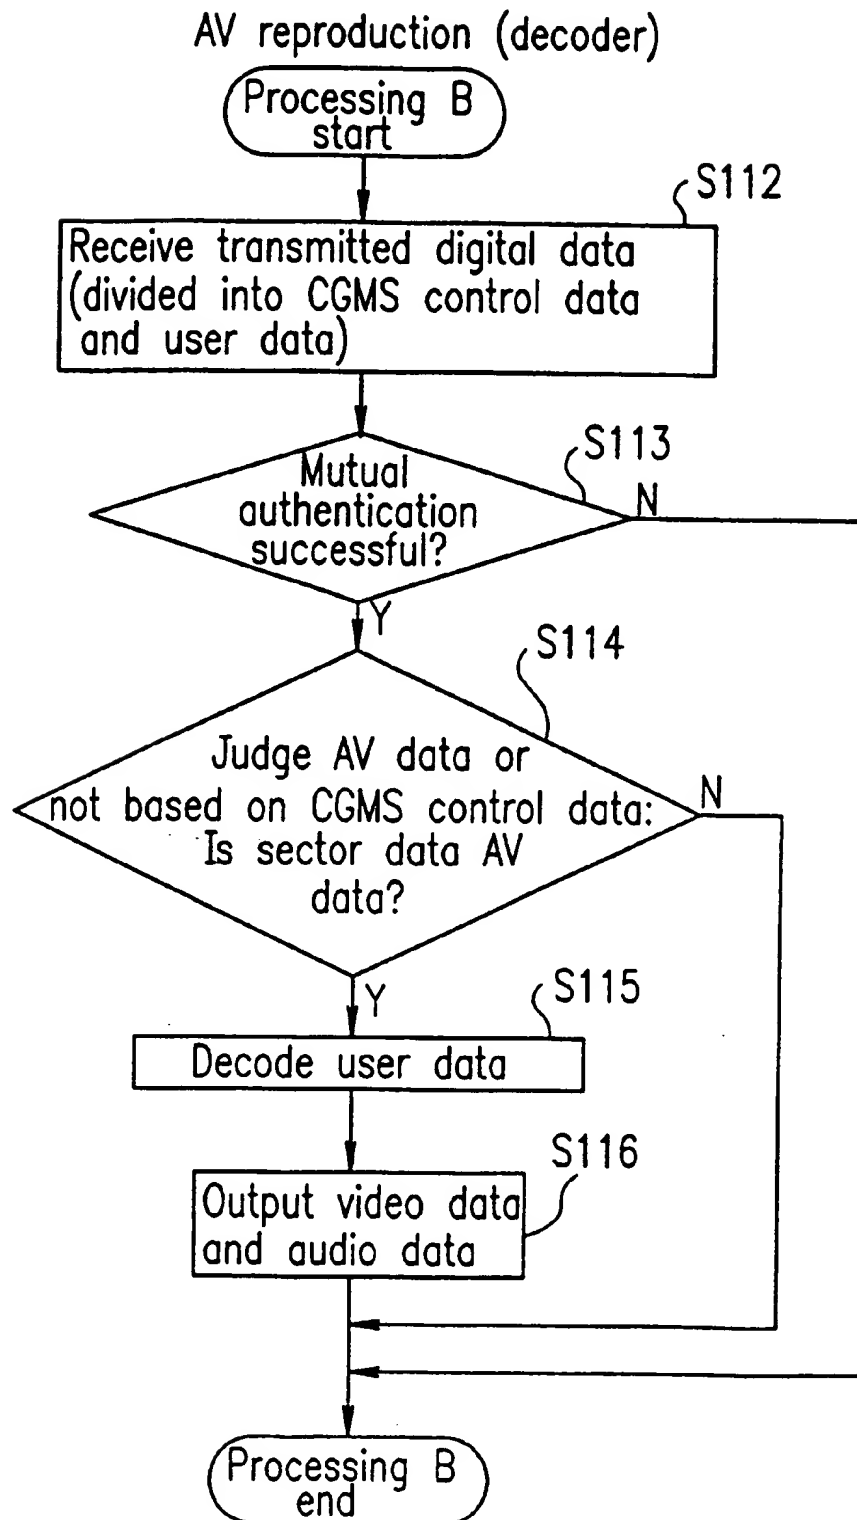 AV reproduction (decoder)
Processing B
start
S112
Receive transmitted digital data
(divided into CGMS control data
and user data)
S113
Mutual
authentication
successful?
N
Y
S114
Judge AV data or
not based on CGMS control data:
Is sector data AV
data?
N
Y
S115
Decode user data
S116
Output video data
and audio data
Processing B
end